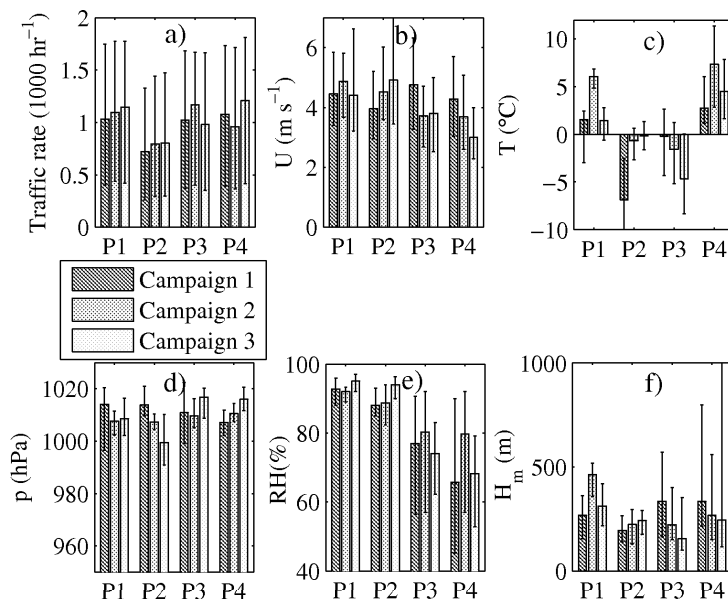 a)
Traffic rate (1000 hr⁻¹)
2
1.5
1
0.5
0
P1 P2 P3 P4
b)
U (m s⁻¹)
6
4
2
0
P1 P2 P3 P4
c)
T (°C)
10
5
0
−5
−10
P1 P2 P3 P4
Campaign 1
Campaign 2
Campaign 3
d)
p (hPa)
1020
1000
980
960
P1 P2 P3 P4
e)
RH(%)
100
80
60
40
P1 P2 P3 P4
f)
H_m (m)
1000
500
0
P1 P2 P3 P4